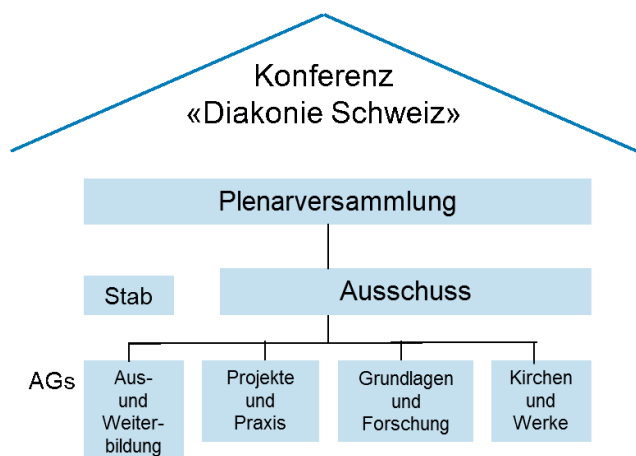 Konferenz
«Diakonie Schweiz»
Plenarversammlung
Stab
Ausschuss
AGs
Aus-
und
Weiter-
bildung
Projekte
und
Praxis
Grundlagen
und
Forschung
Kirchen
und
Werke